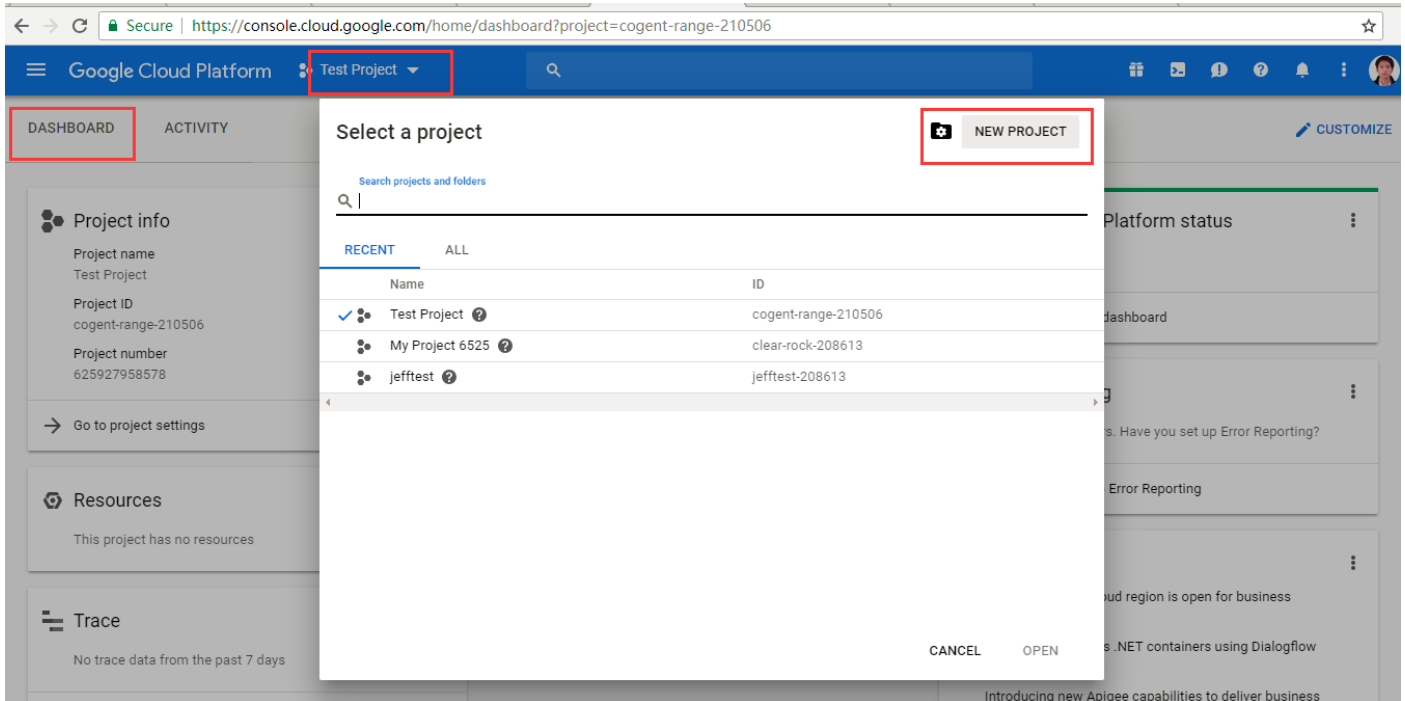 Secure | https://console.cloud.google.com/home/dashboard?project=cogent-range-210506
Google Cloud Platform Test Project
DASHBOARD ACTIVITY CUSTOMIZE
Select a project NEW PROJECT
Search projects and folders
RECENT ALL
Name ID
Test Project cogent-range-210506
My Project 6525 clear-rock-208613
jefftest jefftest-208613
CANCEL OPEN
Project info
Project name
Test Project
Project ID
cogent-range-210506
Project number
625927958578
Go to project settings
Resources
This project has no resources
Trace
No trace data from the past 7 days
Platform status
dashboard
Have you set up Error Reporting?
Error Reporting
region is open for business
.NET containers using Dialogflow
Introducing new Apigee capabilities to deliver business